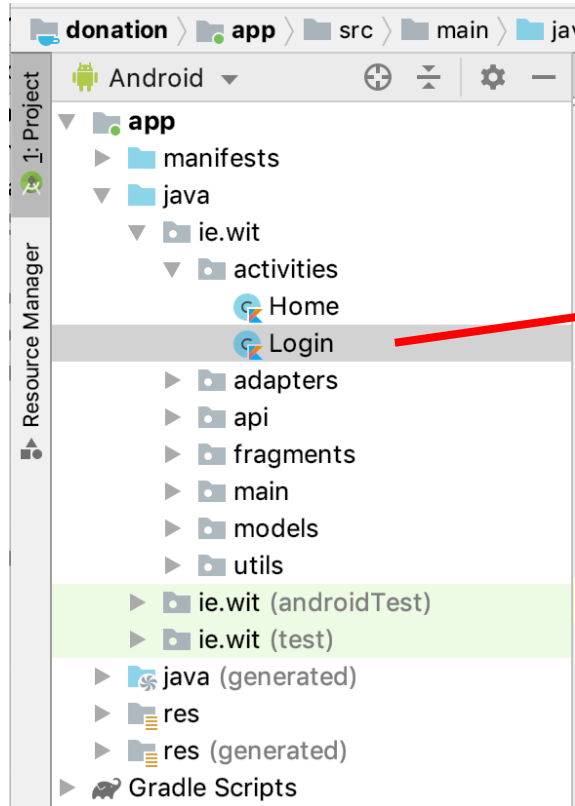 donation app src main jav
1: Project
Resource Manager
Android
app
manifests
java
ie.wit
activities
Home
Login
adapters
api
fragments
main
models
utils
ie.wit (androidTest)
ie.wit (test)
java (generated)
res
res (generated)
Gradle Scripts